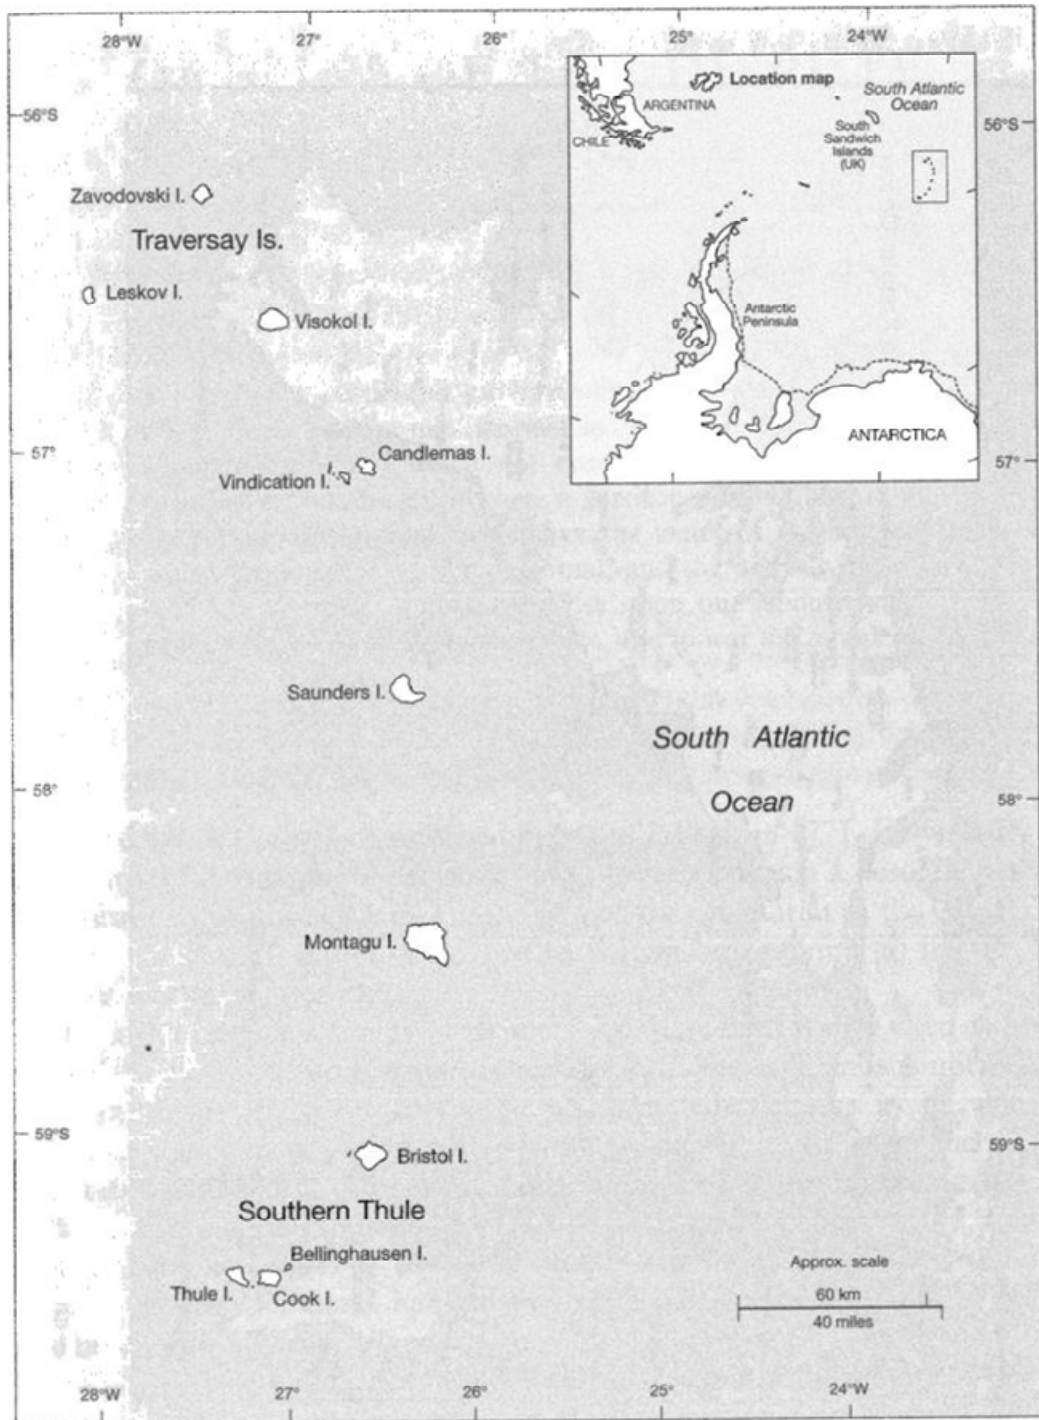 28°W
27°W
26°W
25°W
24°W
Location map
ARGENTINA
CHILE
South Atlantic
Ocean
South
Sandwich
Islands
(UK)
Antarctic
Peninsula
ANTARCTICA
56°S
56°S
Zavodovski I.
Traversay Is.
Leskov I.
Visokol I.
57°S
57°S
Candlemas I.
Vindication I.
Saunders I.
South Atlantic
Ocean
58°
58°
Montagu I.
59°S
59°S
Bristol I.
Southern Thule
Bellinghausen I.
Thule I.
Cook I.
Approx. scale
60 km
40 miles
28°W
27°W
26°W
25°W
24°W